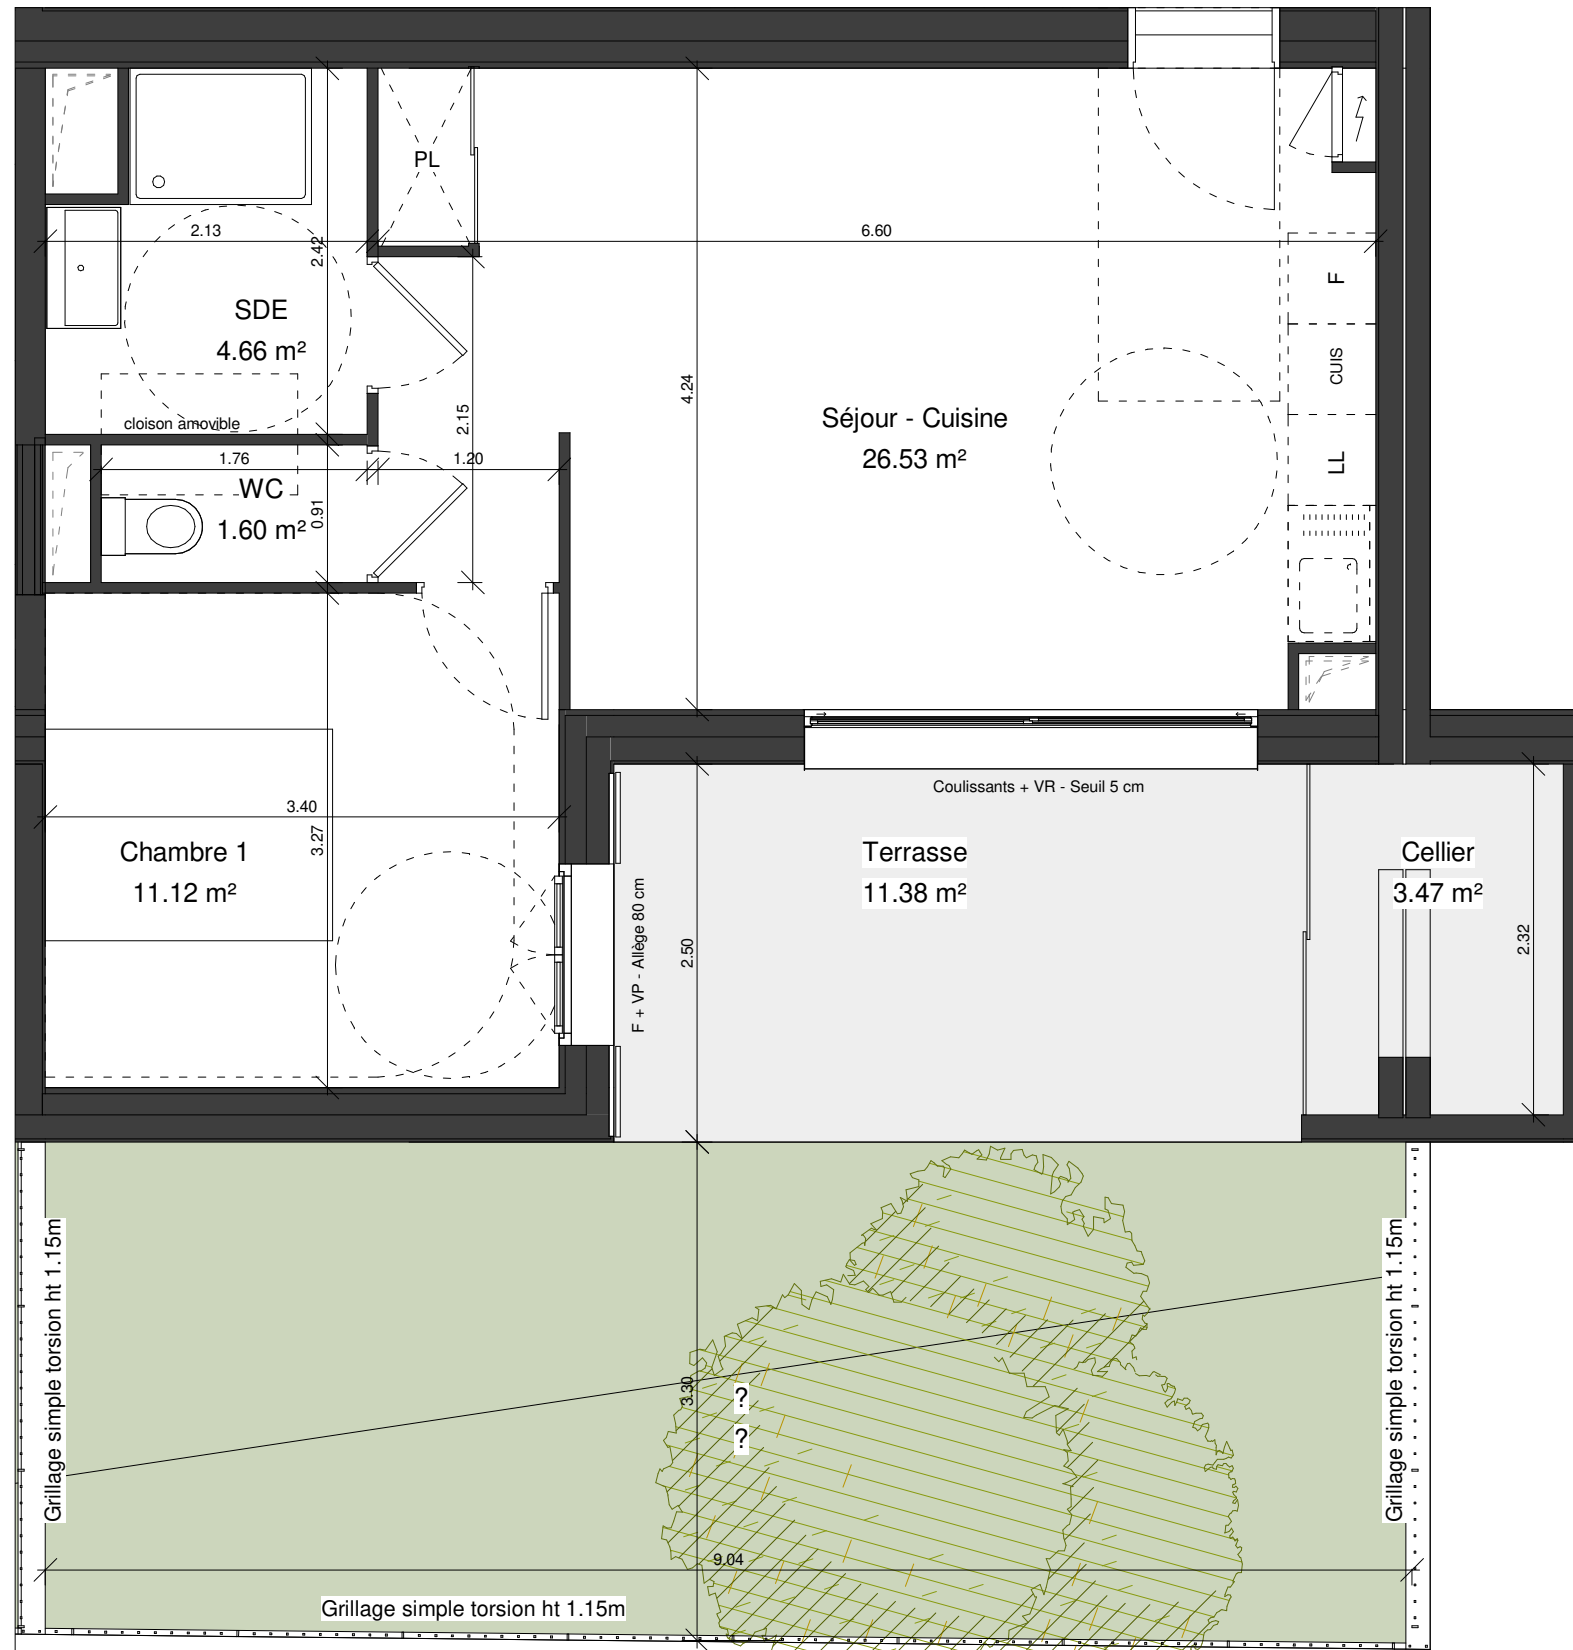 PL
2.13
2.42
6.60
SDE
4.66 m²
F
CUIS
LL
4.24
Séjour - Cuisine
26.53 m²
cloison amovible
2.15
1.76
1.20
WC
1.60 m²
0.91
Coulissants + VR - Seuil 5 cm
3.40
3.27
Chambre 1
11.12 m²
F + VP - Allège 80 cm
2.50
Terrasse
11.38 m²
Cellier
3.47 m²
2.32
Grillage simple torsion ht 1.15m
Grillage simple torsion ht 1.15m
3.30
?
?
9.04
Grillage simple torsion ht 1.15m